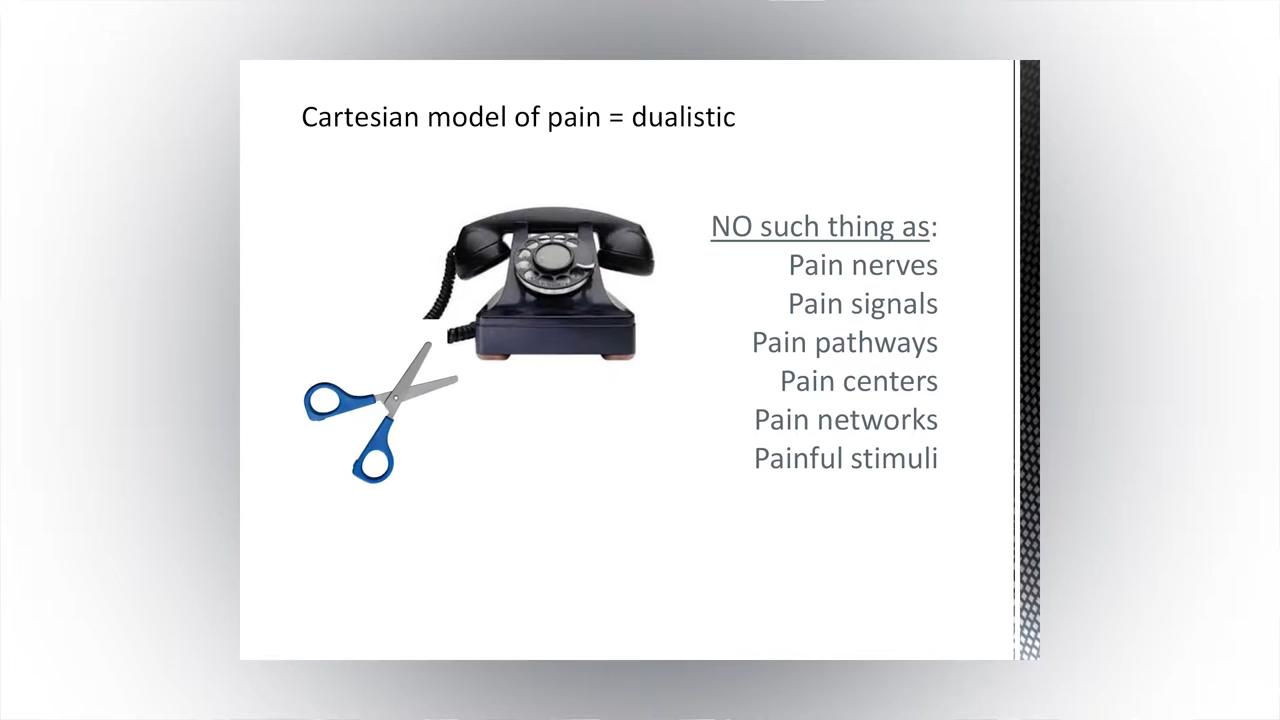 Cartesian model of pain = dualistic
NO such thing as:
Pain nerves
Pain signals
Pain pathways
Pain centers
Pain networks
Painful stimuli